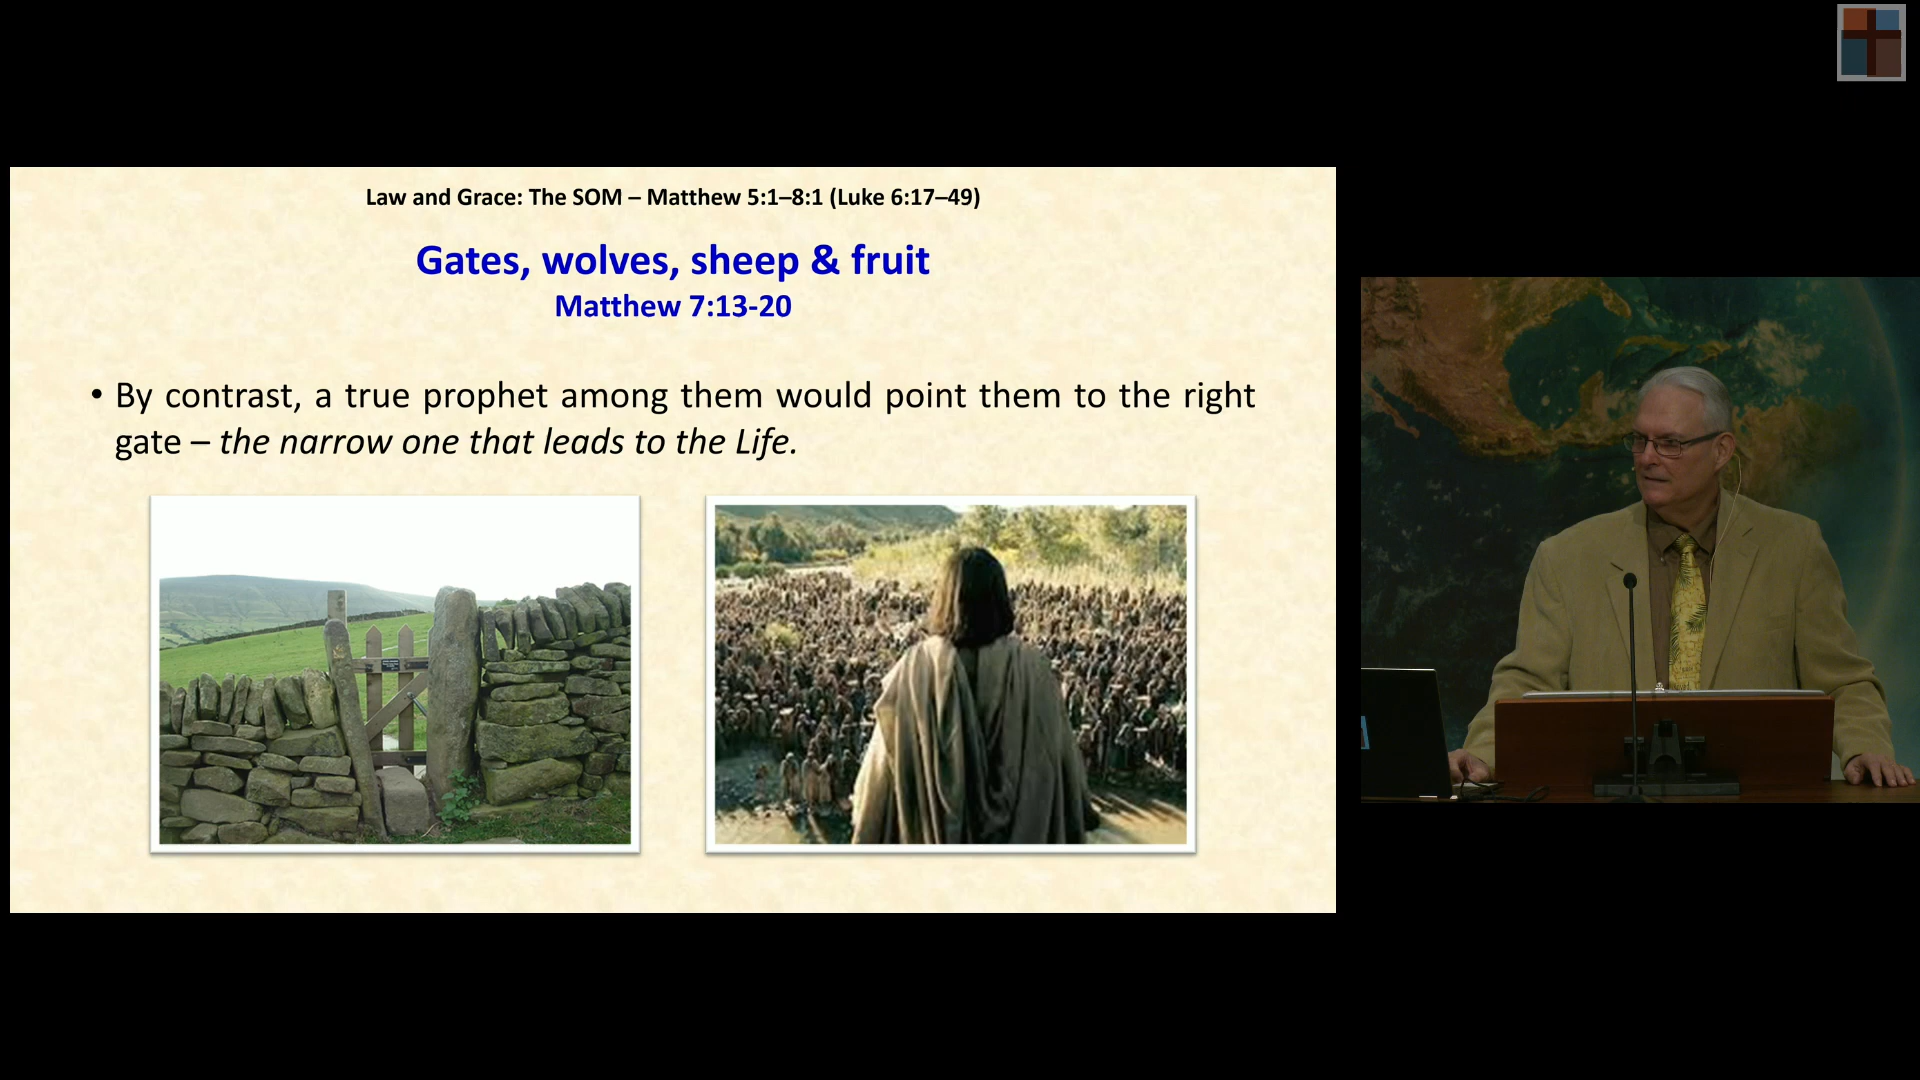 Law and Grace: The SOM – Matthew 5:1–8:1 (Luke 6:17–49)
Gates, wolves, sheep & fruit
Matthew 7:13-20
• By contrast, a true prophet among them would point them to the right
gate – the narrow one that leads to the Life.